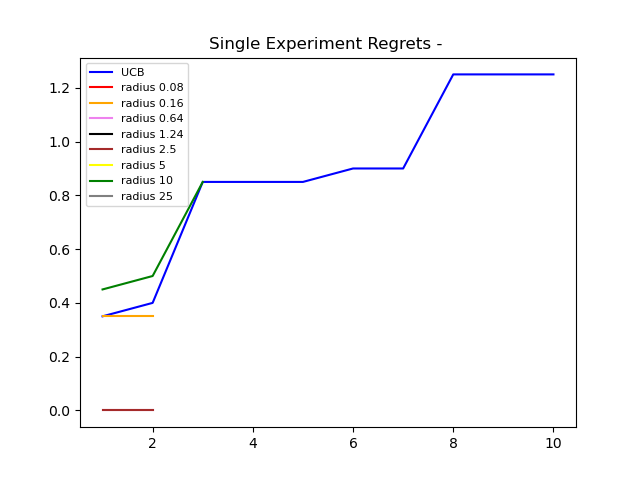 Single Experiment Regrets -
UCB
radius 0.08
radius 0.16
radius 0.64
radius 1.24
radius 2.5
radius 5
radius 10
radius 25
1.2
1.0
0.8
0.6
0.4
0.2
0.0
2 4 6 8 10